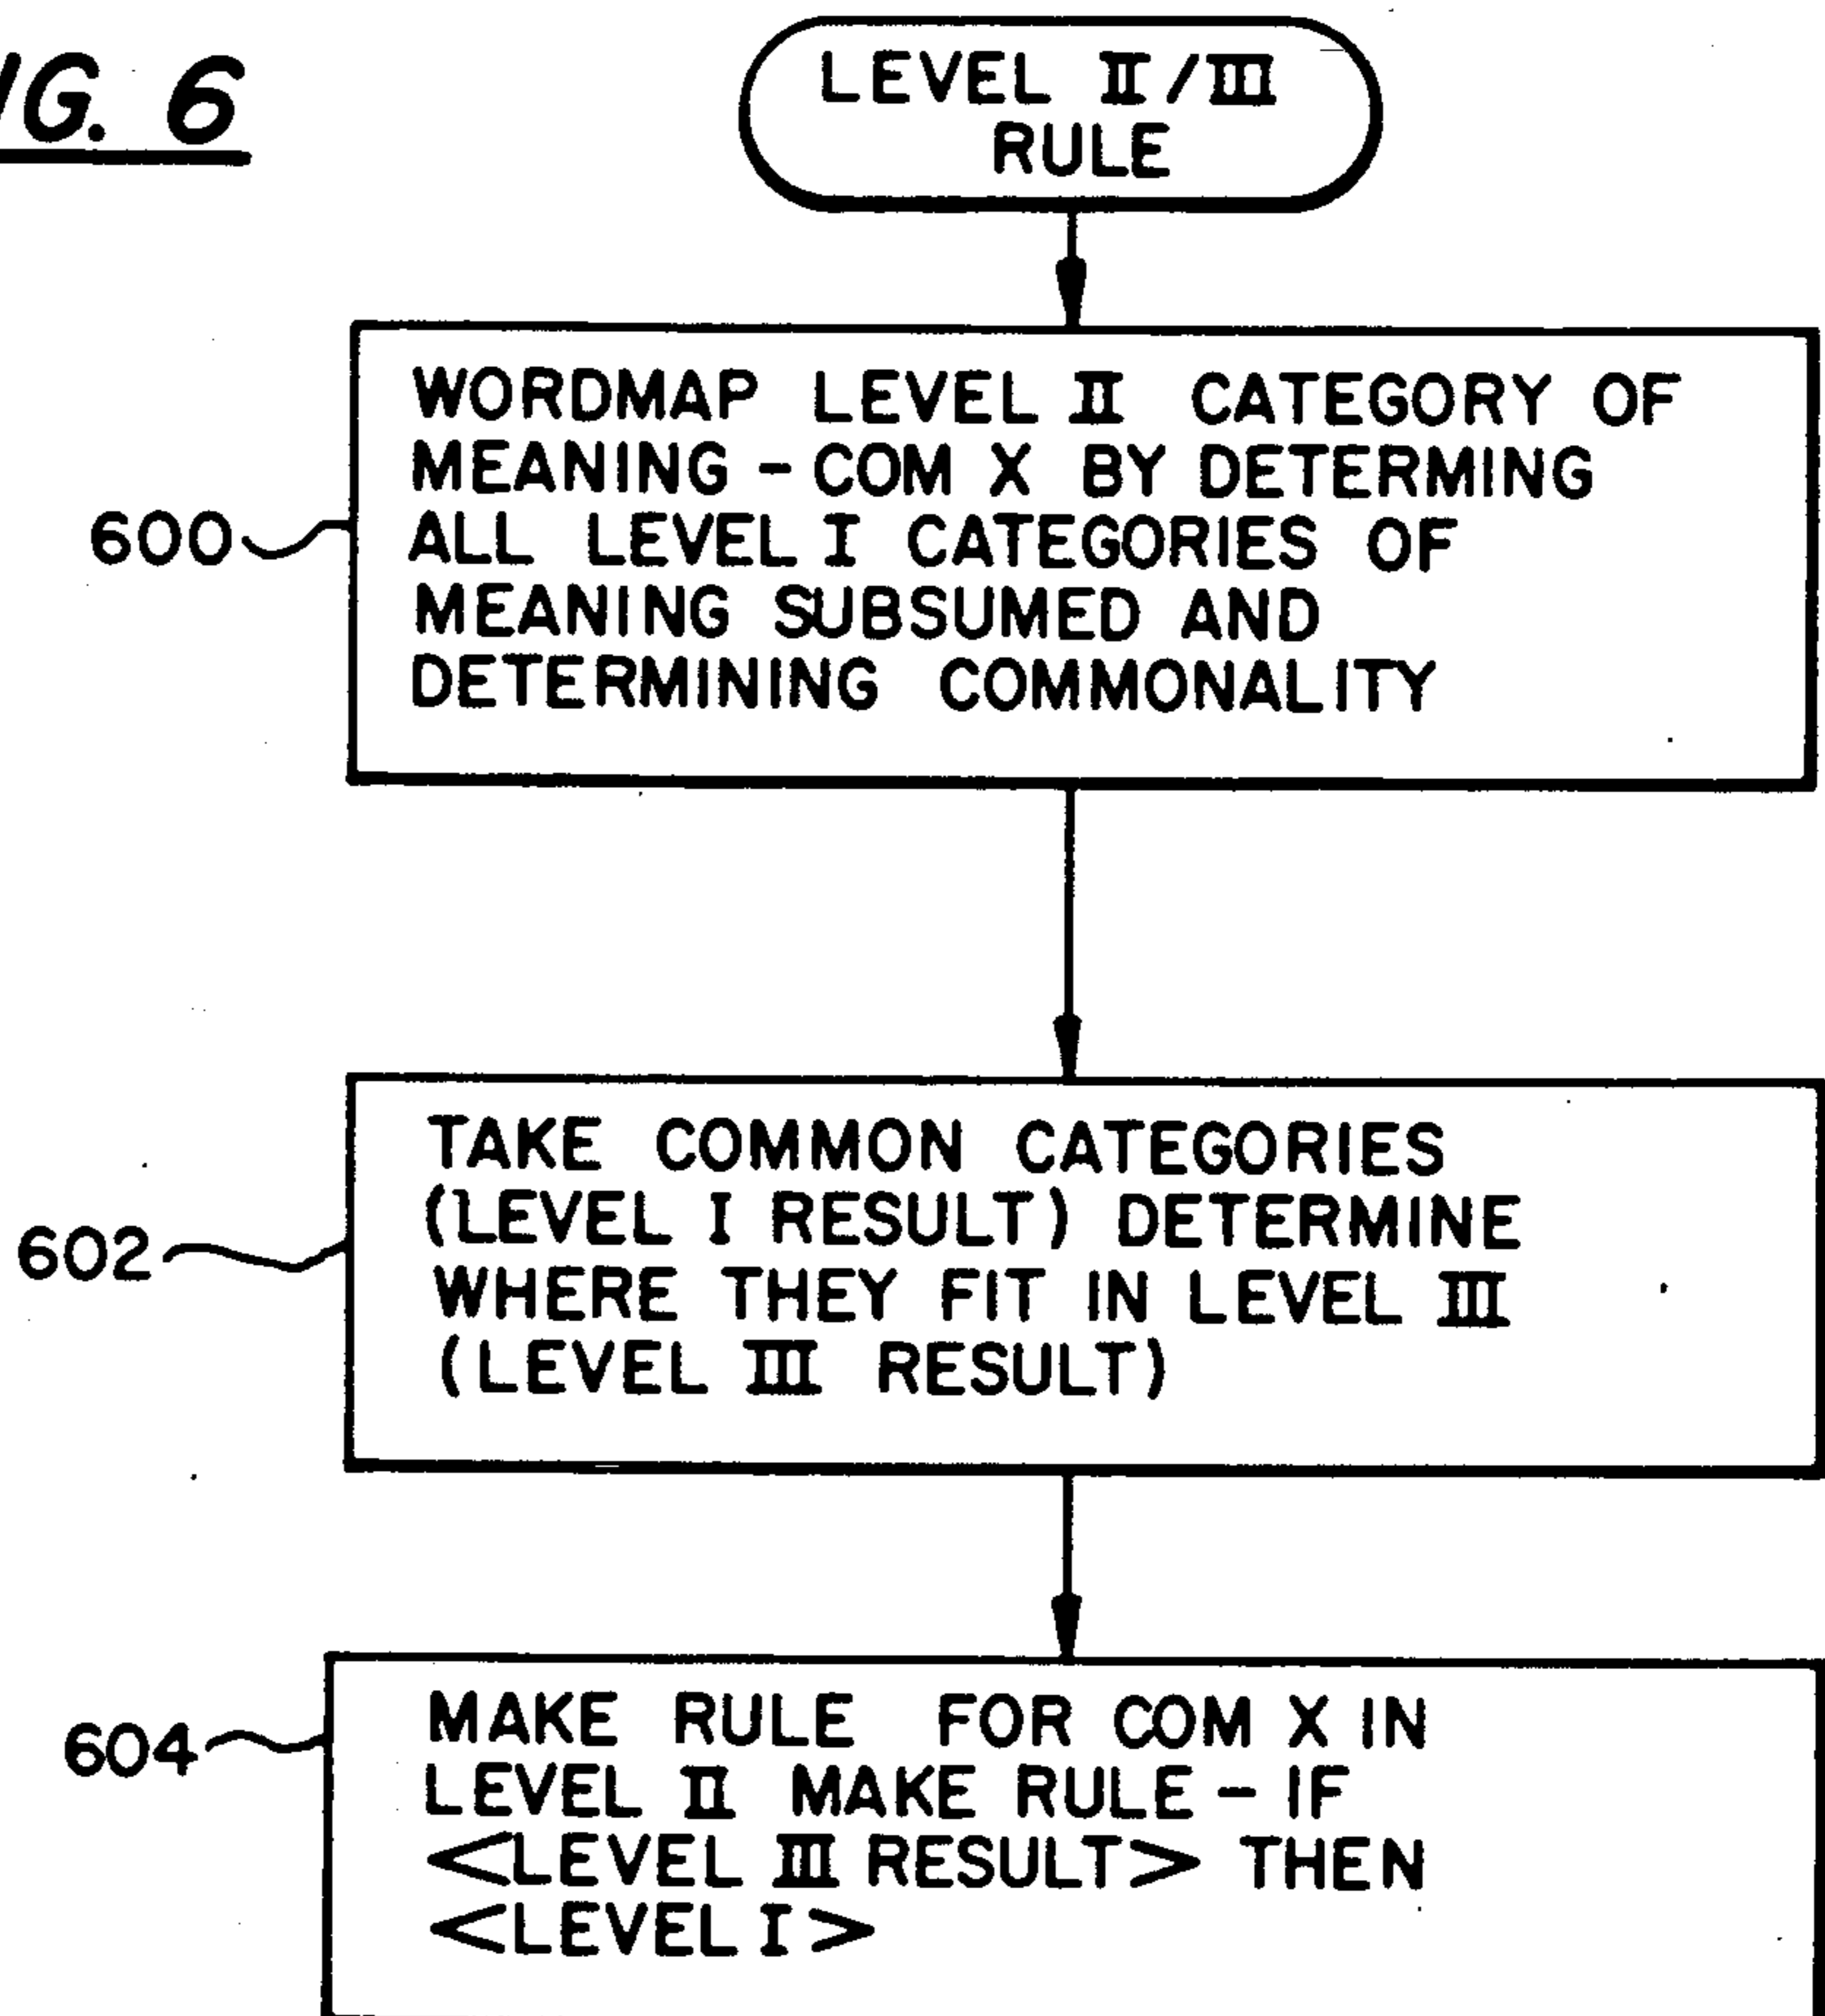 G. 6
LEVEL II/III
RULE
WORDMAP LEVEL II CATEGORY OF
MEANING - COM X BY DETERMING
ALL LEVEL I CATEGORIES OF
MEANING SUBSUMED AND
DETERMINING COMMONALITY
600
TAKE COMMON CATEGORIES
(LEVEL I RESULT) DETERMINE
WHERE THEY FIT IN LEVEL III
(LEVEL III RESULT)
602
MAKE RULE FOR COM X IN
LEVEL II MAKE RULE - IF
<LEVEL III RESULT> THEN
<LEVEL I>
604